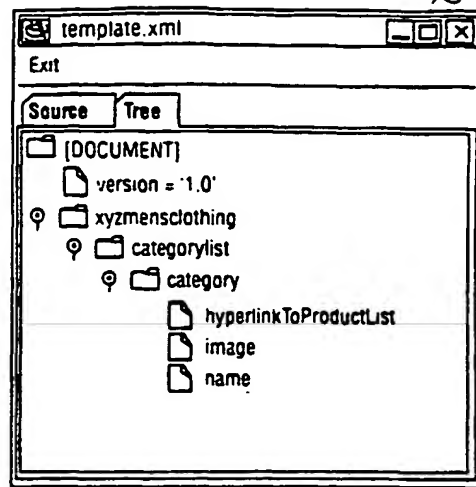 template.xml
Exit
Source Tree
[DOCUMENT]
version = '1.0'
xyzmensclothing
categorylist
category
hyperlinkToProductList
image
name